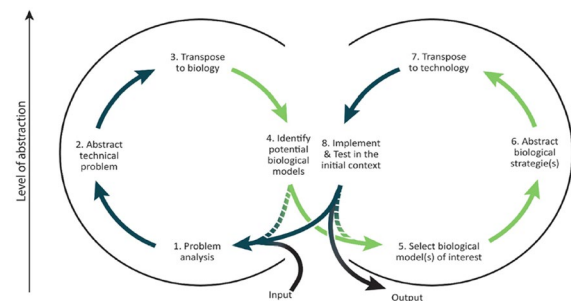 Level of abstraction
3. Transpose
to biology
7. Transpose
to technology
2. Abstract
technical
problem
4. Identify
potential
biological
models
8. Implement
& Test in the
initial context
6. Abstract
biological
strategie(s)
1. Problem
analysis
5. Select biological
model(s) of interest
Input
Output